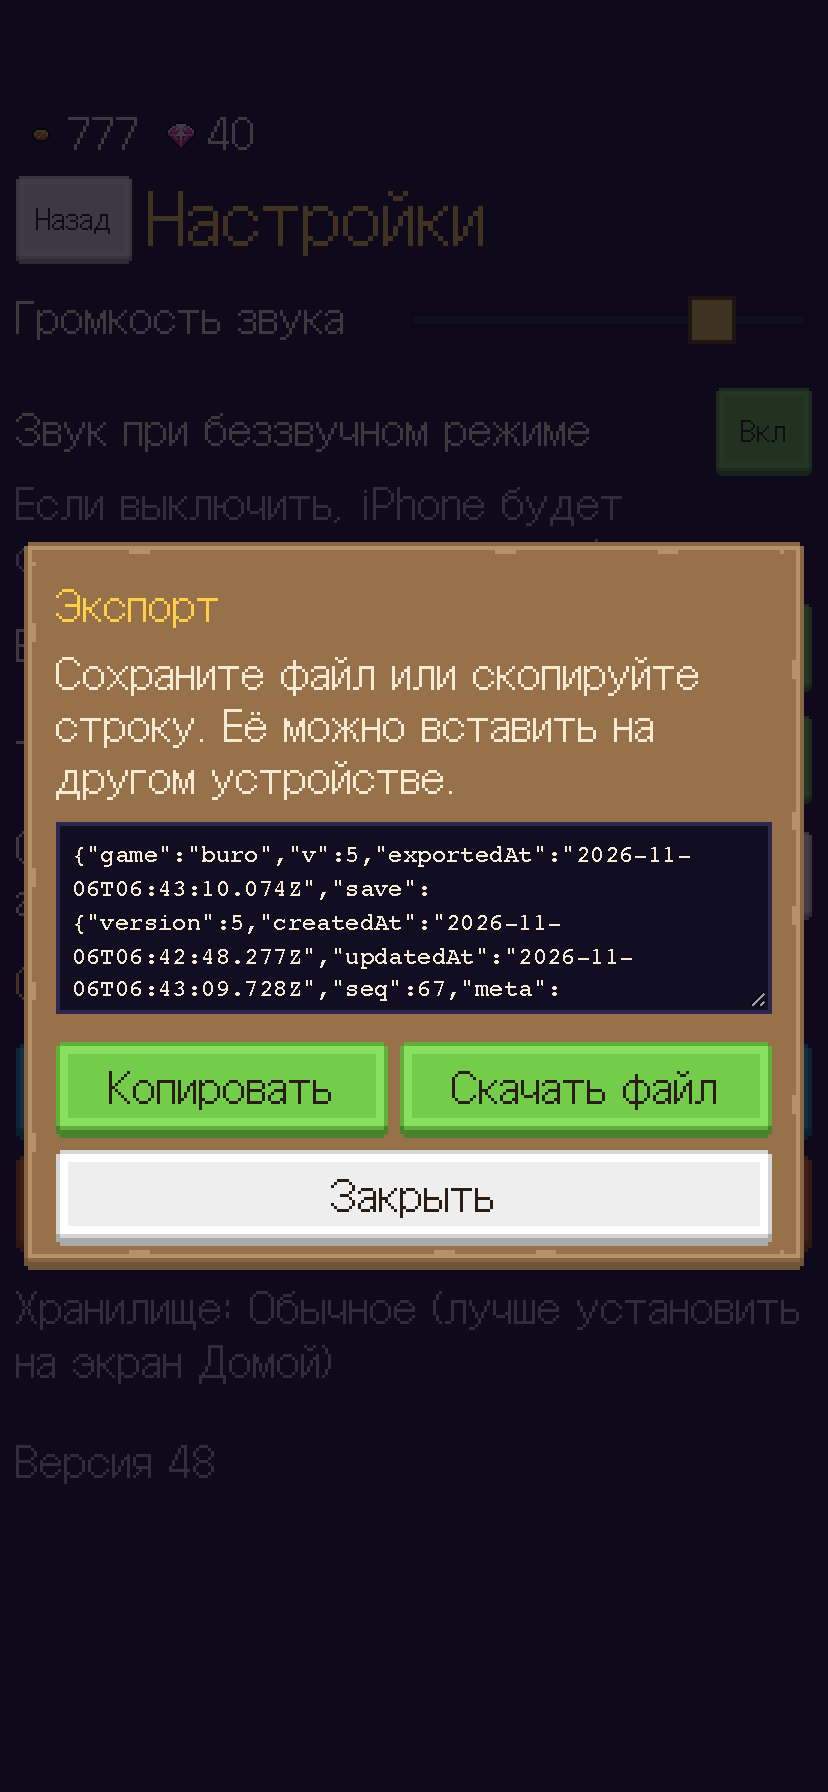 777 40
Назад Настройки
Громкость звука
Звук при беззвучном режиме Вкл
Если выключить, iPhone будет
Экспорт
Сохраните файл или скопируйте
строку. Её можно вставить на
другом устройстве.
{"game":"buro","v":5,"exportedAt":"2026-11-
06T06:43:10.074Z","save":
{"version":5,"createdAt":"2026-11-
06T06:42:48.277Z","updatedAt":"2026-11-
06T06:43:09.728Z","seq":67,"meta":
Копировать Скачать файл
Закрыть
Хранилище: Обычное (лучше установить
на экран Домой)
Версия 48